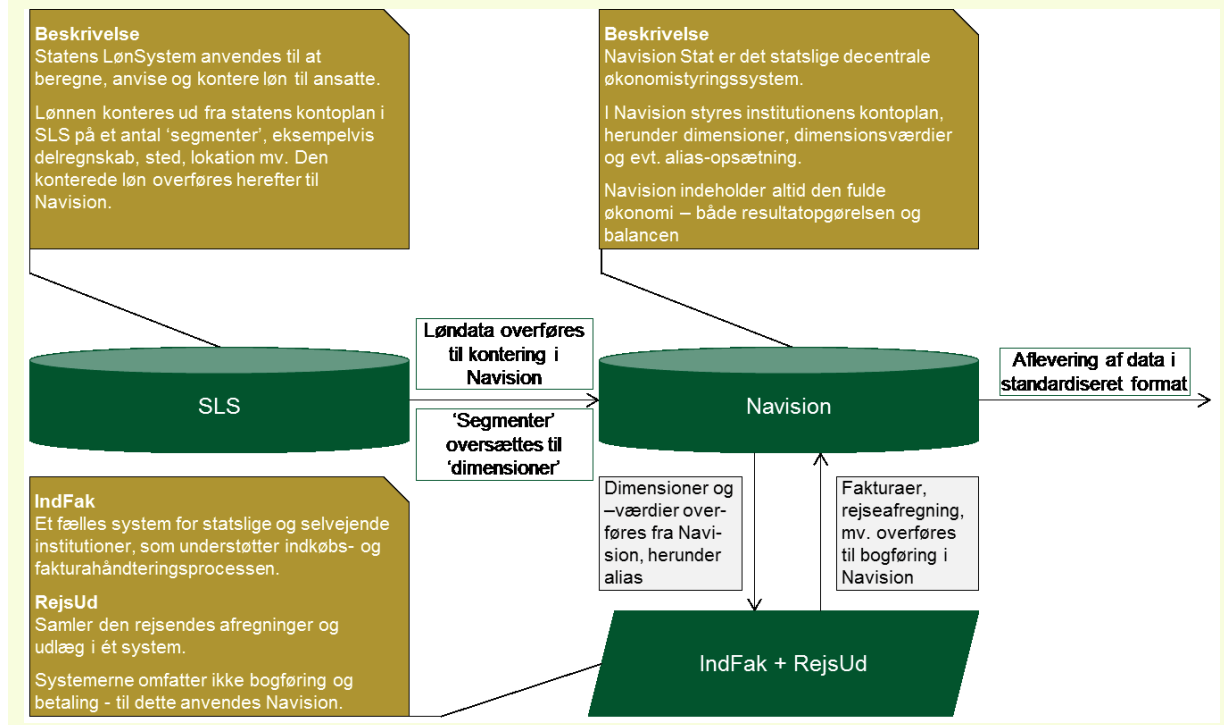 Beskrivelse
Statens LønSystem anvendes til at
beregne, anvise og kontere løn til ansatte.
Lønnen konteres ud fra statens kontoplan i
SLS på et antal ‘segmenter’, eksempelvis
delregnskab, sted, lokation mv. Den
konterede løn overføres herefter til
Navision.
Beskrivelse
Navision Stat er det statslige decentrale
økonomistyringssystem.
I Navision styres institutionens kontoplan,
herunder dimensioner, dimensionsværdier
og evt. alias-opsætning.
Navision indeholder altid den fulde
økonomi – både resultatopgørelsen og
balancen
SLS
Løndata overføres
til kontering i
Navision
‘Segmenter’
oversættes til
‘dimensioner’
Navision
Aflevering af data i
standardiseret format
IndFak
Et fælles system for statslige og selvejende
institutioner, som understøtter indkøbs- og
fakturahåndteringsprocessen.
RejsUd
Samler den rejsendes afregninger og
udlæg i ét system.
Systemerne omfatter ikke bogføring og
betaling - til dette anvendes Navision.
Dimensioner og
–værdier over-
føres fra Navi-
sion, herunder
alias
Fakturaer,
rejseafregning,
mv. overføres
til bogføring i
Navision
IndFak + RejsUd